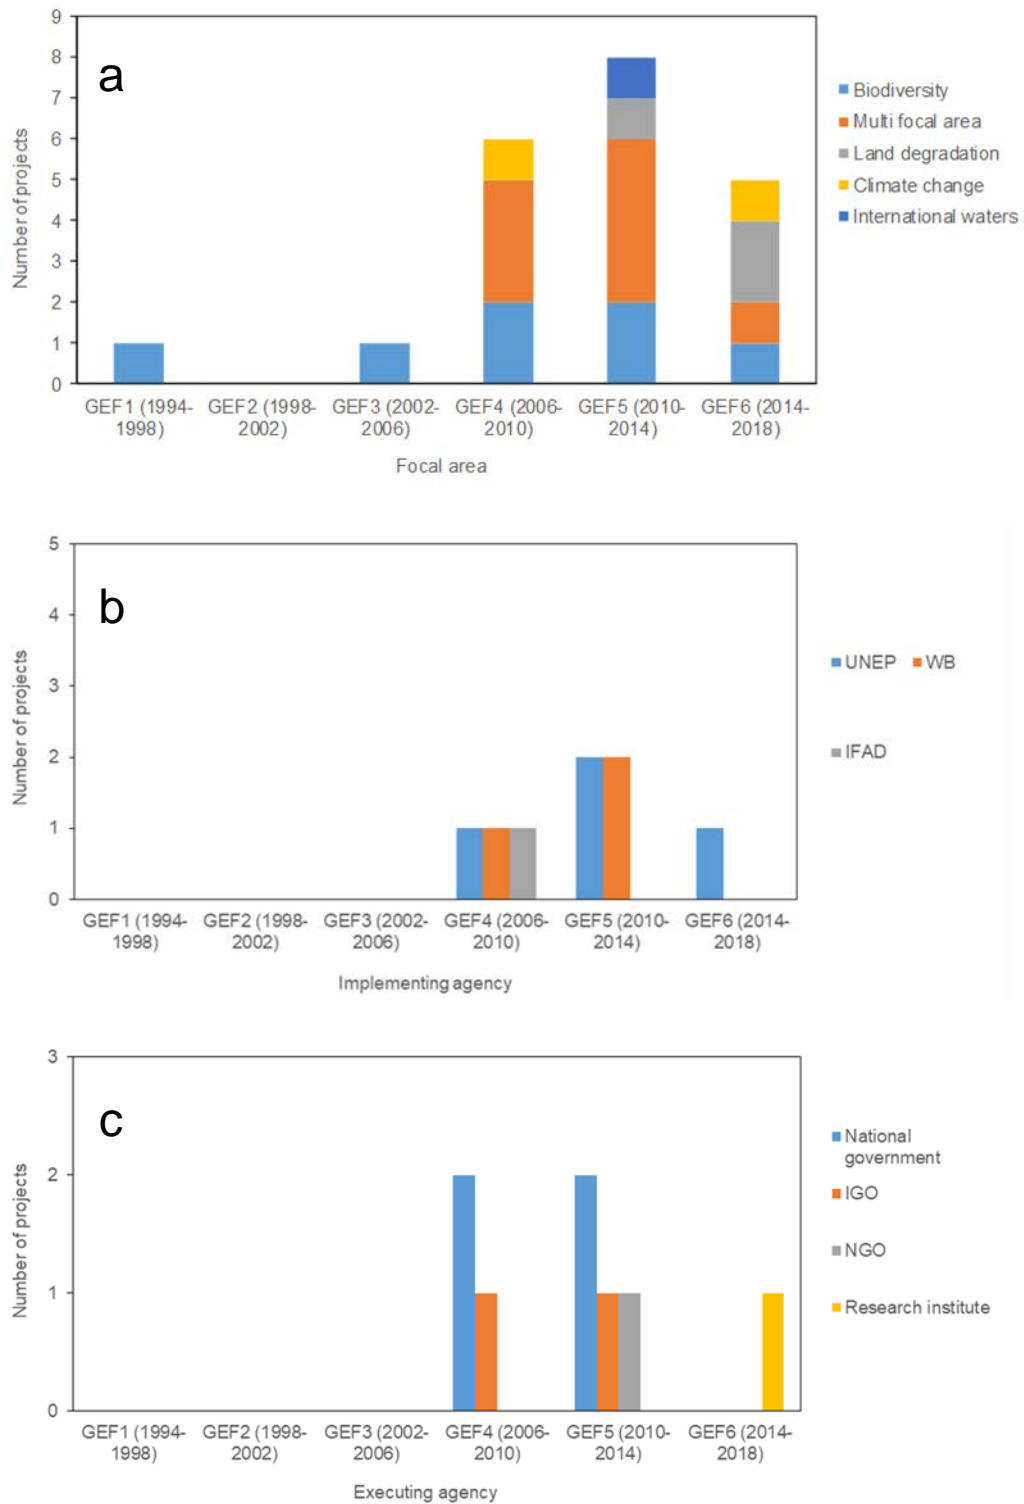 a
9
8
7
6
5
4
3
2
1
0
Number of projects
GEF1 (1994-
1998)
GEF2 (1998-
2002)
GEF3 (2002-
2006)
GEF4 (2006-
2010)
GEF5 (2010-
2014)
GEF6 (2014-
2018)
Focal area
Biodiversity
Multi focal area
Land degradation
Climate change
International waters
b
5
4
3
2
1
0
Number of projects
GEF1 (1994-
1998)
GEF2 (1998-
2002)
GEF3 (2002-
2006)
GEF4 (2006-
2010)
GEF5 (2010-
2014)
GEF6 (2014-
2018)
Implementing agency
UNEP WB
IFAD
c
3
2
1
0
Number of projects
GEF1 (1994-
1998)
GEF2 (1998-
2002)
GEF3 (2002-
2006)
GEF4 (2006-
2010)
GEF5 (2010-
2014)
GEF6 (2014-
2018)
Executing agency
National
government
IGO
NGO
Research institute